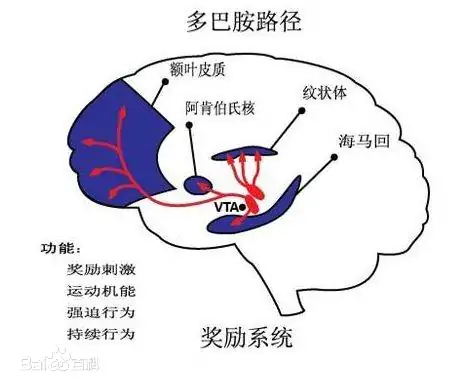 多巴胺路径
额叶皮质
阿肯伯氏核
纹状体
海马回
VTA
功能：
奖励刺激
运动机能
强迫行为
持续行为
奖励系统
Baidu百科